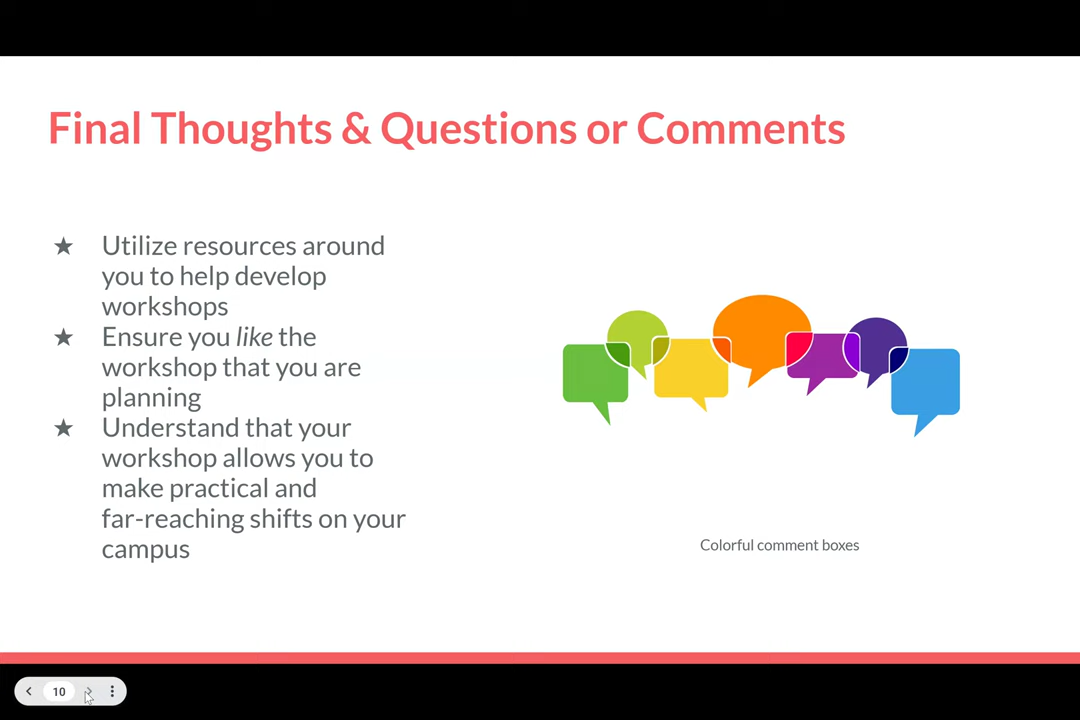 Final Thoughts & Questions or Comments
★ Utilize resources around
you to help develop
workshops
★ Ensure you like the
workshop that you are
planning
★ Understand that your
workshop allows you to
make practical and
far-reaching shifts on your
campus
Colorful comment boxes
10